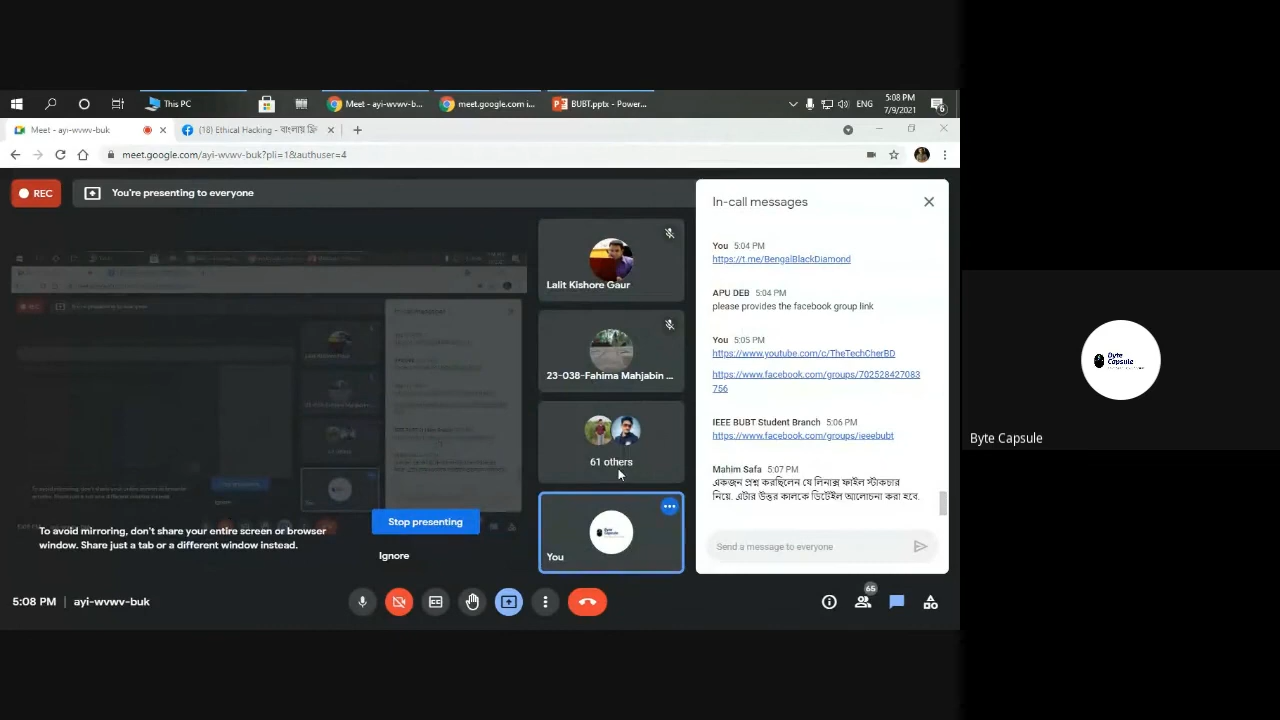 This PC
Meet - ayi-wvwv-b...
meet.google.com i...
BUBT.pptx - Power...
ENG
5:08 PM
7/9/2021
6
Meet - ayi-wvwv-buk
(18) Ethical Hacking - বাংলায় ফ্রি
meet.google.com/ayi-wvwv-buk?pli=1&authuser=4
REC
You're presenting to everyone
Lalit Kishore Gaur
23-038-Fahima Mahjabin ...
61 others
You
To avoid mirroring, don't share your entire screen or browser
window. Share just a tab or a different window instead.
Stop presenting
Ignore
In-call messages
You 5:04 PM
https://t.me/BengalBlackDiamond
APU DEB 5:04 PM
please provides the facebook group link
You 5:05 PM
https://www.youtube.com/c/TheTechCherBD
https://www.facebook.com/groups/702528427083
756
IEEE BUBT Student Branch 5:06 PM
https://www.facebook.com/groups/ieeebubt
Mahim Safa 5:07 PM
একজন প্রশ্ন করছিলেন যে লিনাক্স ফাইল স্টাকচার
নিয়ে. এটার উত্তর কালকে ডিটেইল আলোচনা করা হবে.
Send a message to everyone
5:08 PM | ayi-wvwv-buk
65
Byte
Capsule
Byte Capsule